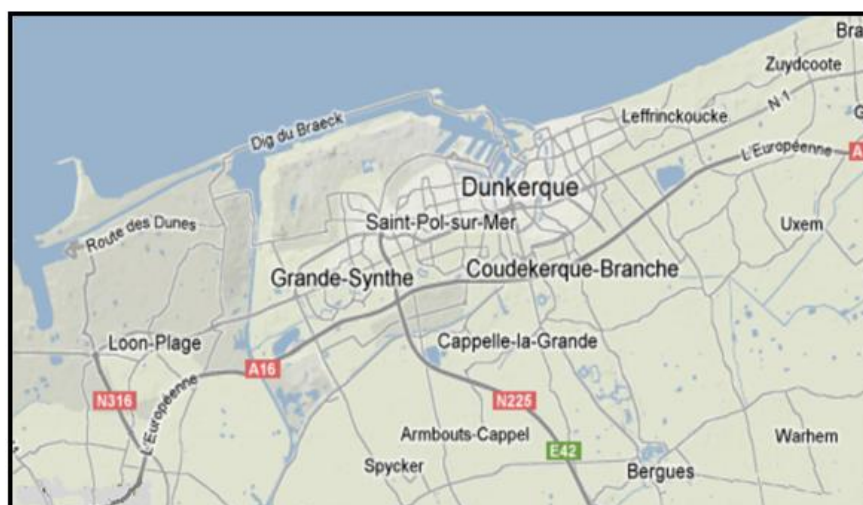 Bra
Zuydcoote
N-1
G
Leffrinckoucke
Dig du Braeck
L'Européenne
A
Dunkerque
Route des Dunes
Saint-Pol-sur-Mer
Uxem
Grande-Synthe
Coudekerque-Branche
Loon-Plage
Cappelle-la-Grande
A16
N316
L'Européenne
N225
Armbouts-Cappel
E42
Warhem
Spycker
Bergues